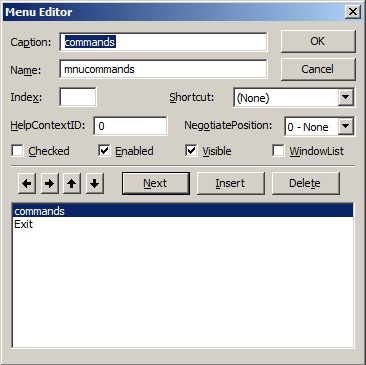 Menu Editor
Caption: commands OK
Name: mnucommands Cancel
Index: Shortcut: (None)
HelpContextID: 0 NegotiatePosition: 0 - None
Checked Enabled Visible WindowList
Next Insert Delete
commands
Exit